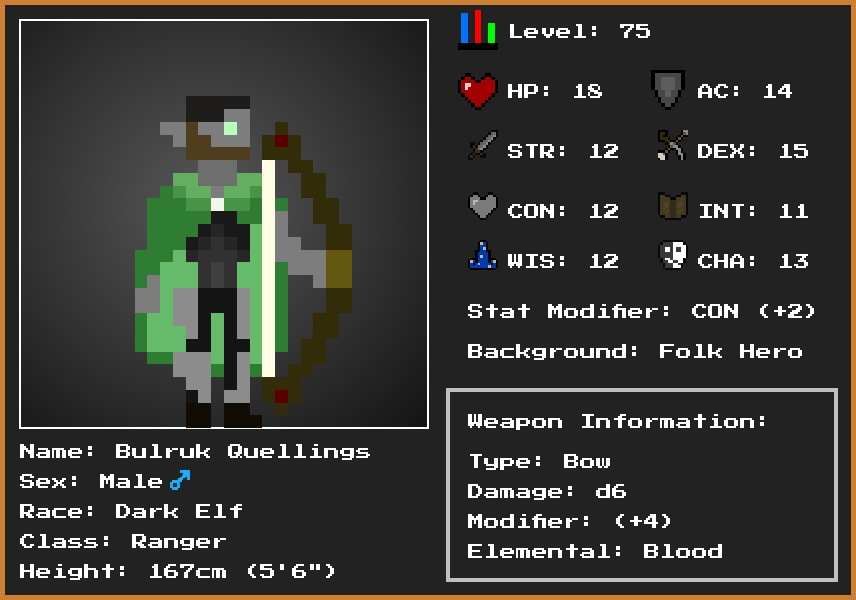 Level: 75
HP: 18 AC: 14
STR: 12 DEX: 15
CON: 12 INT: 11
WIS: 12 CHA: 13
Stat Modifier: CON (+2)
Background: Folk Hero
Weapon Information:
Type: Bow
Damage: d6
Modifier: (+4)
Elemental: Blood
Name: Bulruk Quellings
Sex: Male ♂
Race: Dark Elf
Class: Ranger
Height: 167cm (5'6")